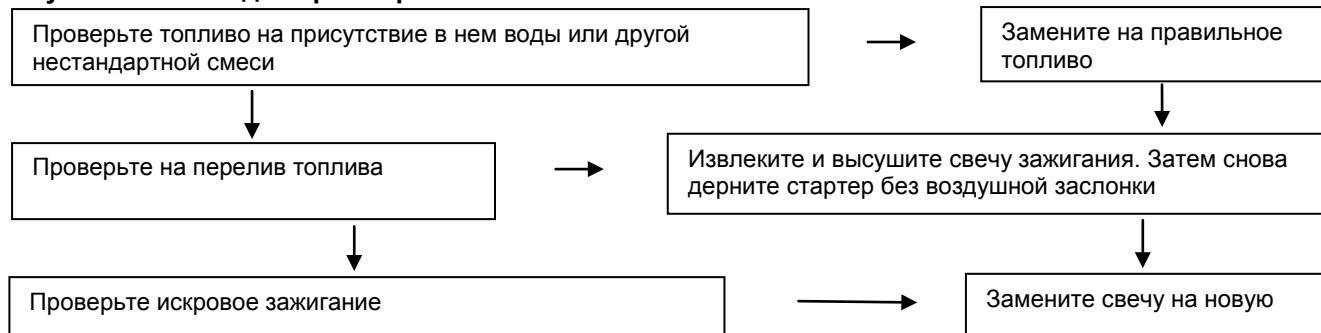 Проверьте топливо на присутствие в нем воды или другой
нестандартной смеси
Замените на правильное
топливо
Проверьте на перелив топлива
Извлеките и высушите свечу зажигания. Затем снова
дерните стартер без воздушной заслонки
Проверьте искровое зажигание
Замените свечу на новую